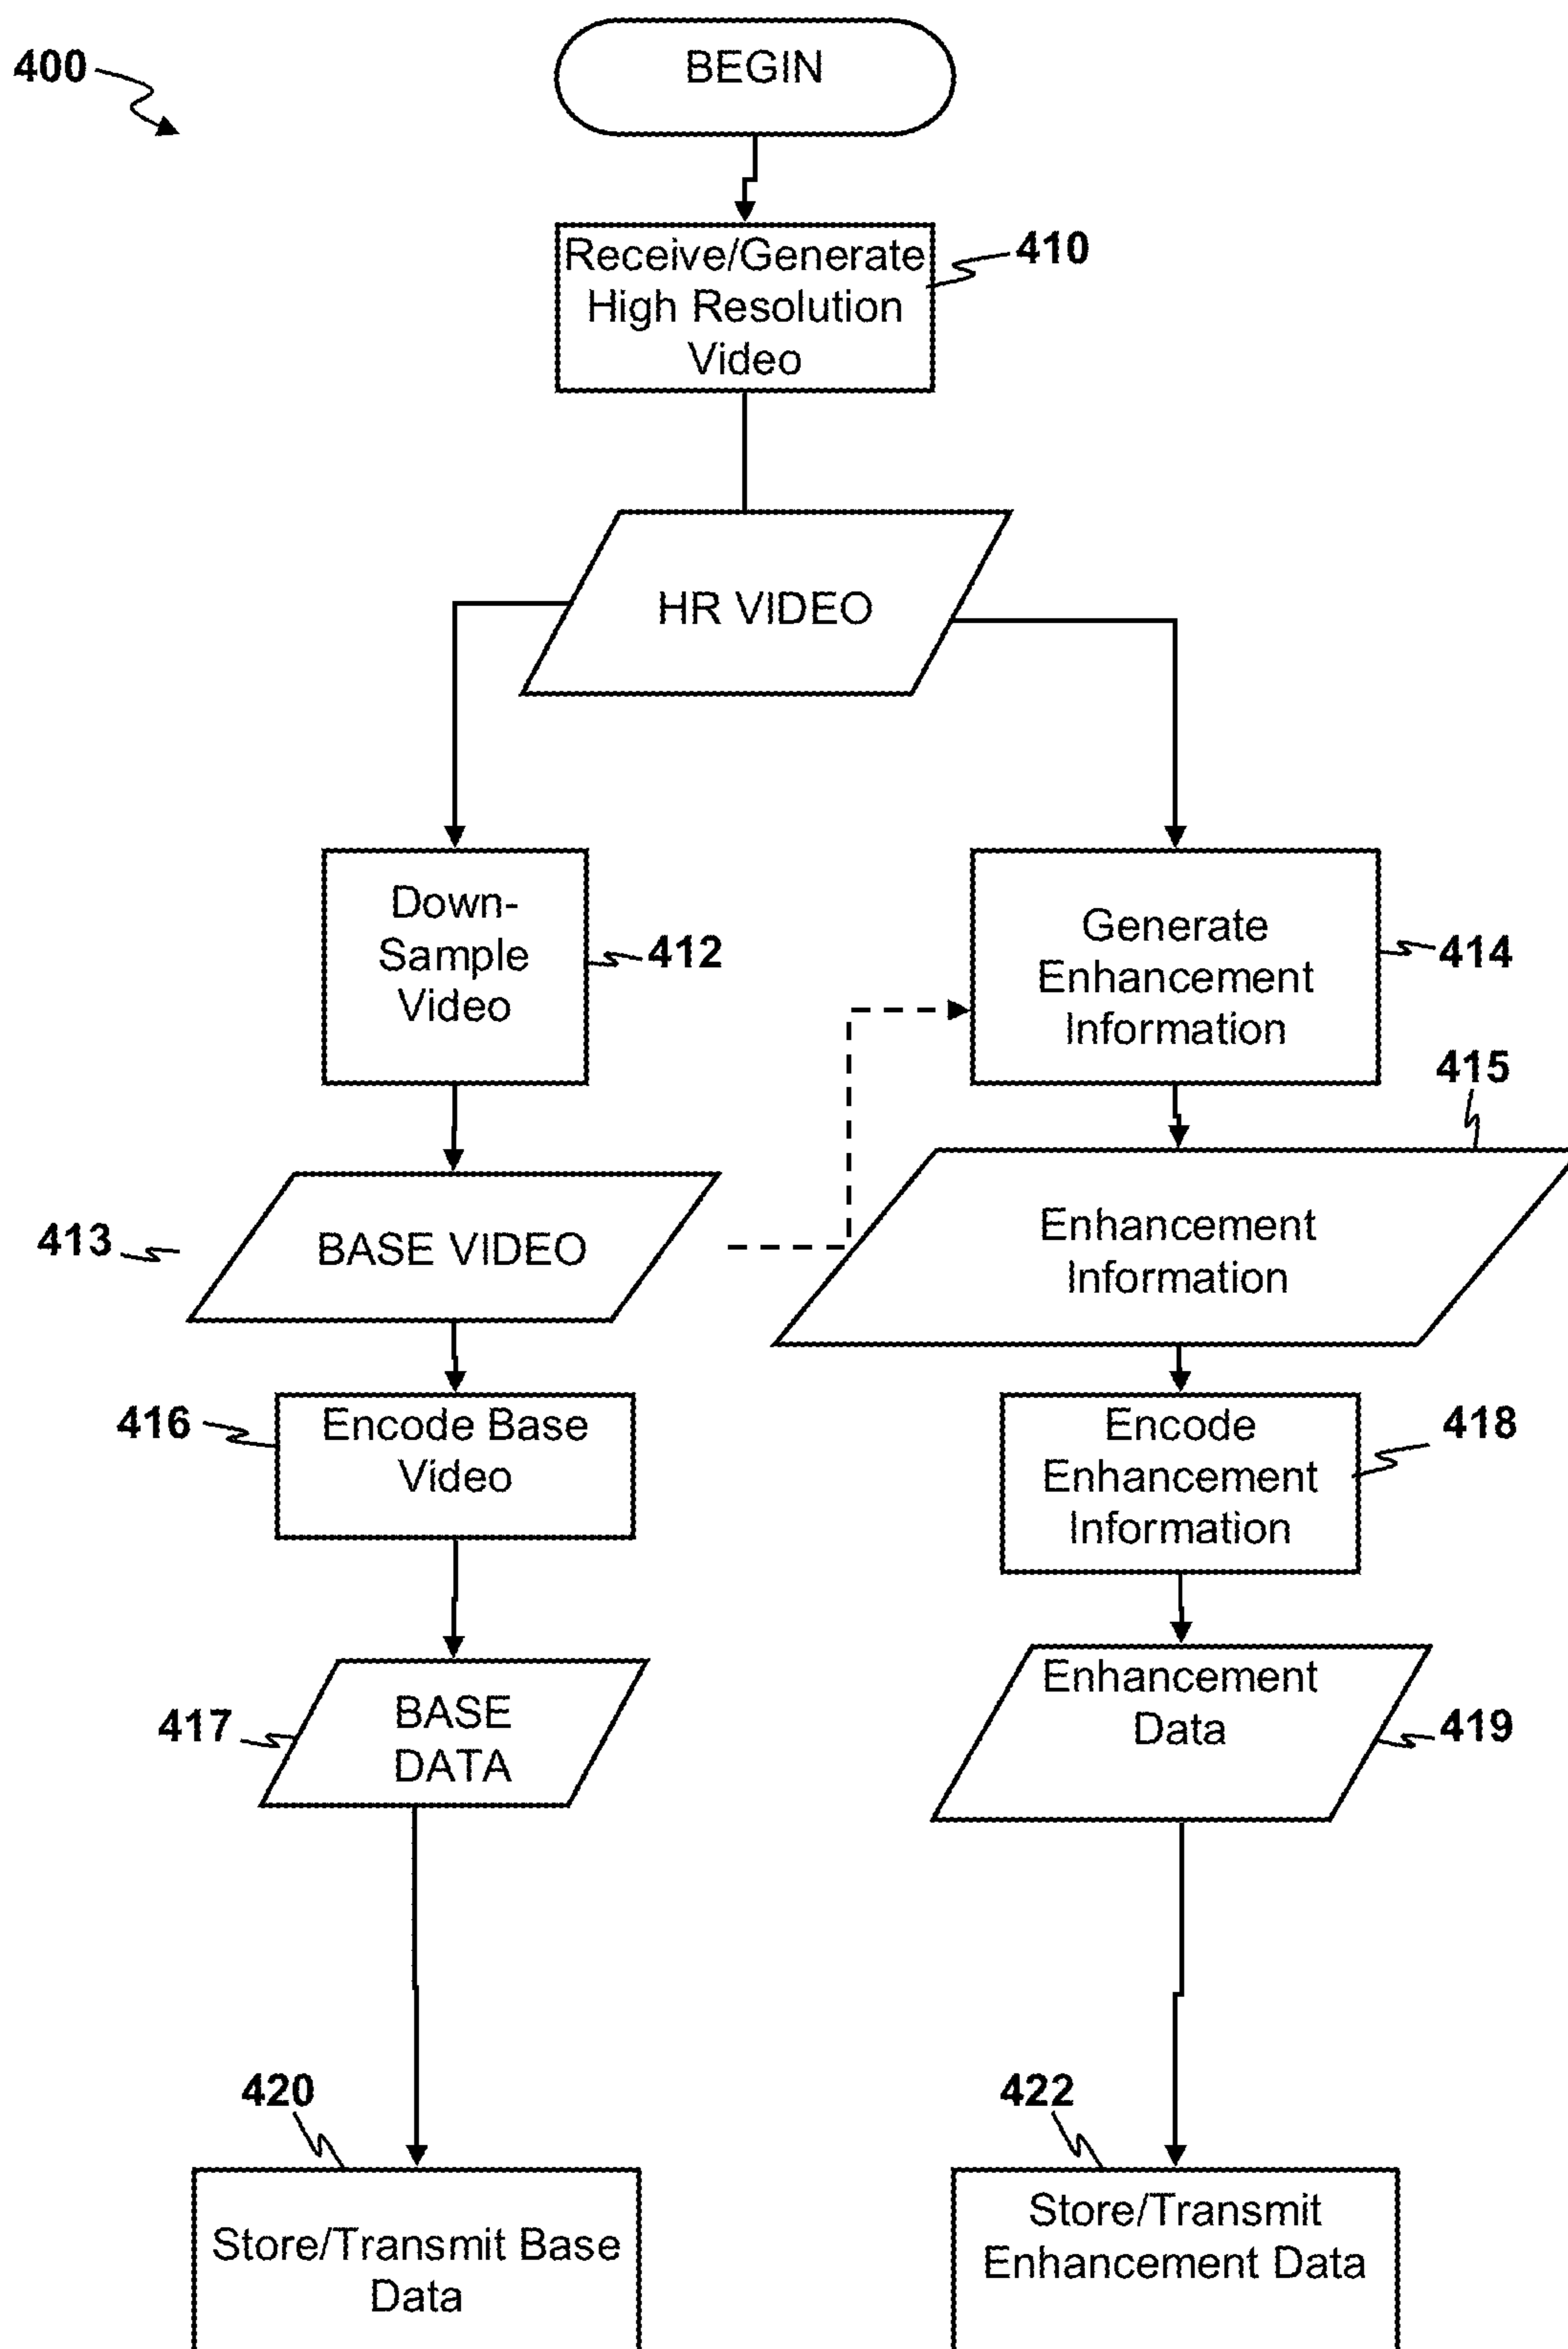 400
BEGIN
Receive/Generate
High Resolution
Video
410
HR VIDEO
Down-
Sample
Video
412
Generate
Enhancement
Information
414
415
413
BASE VIDEO
Enhancement
Information
416
Encode Base
Video
Encode
Enhancement
Information
418
417
BASE
DATA
Enhancement
Data
419
420
422
Store/Transmit Base
Data
Store/Transmit
Enhancement Data